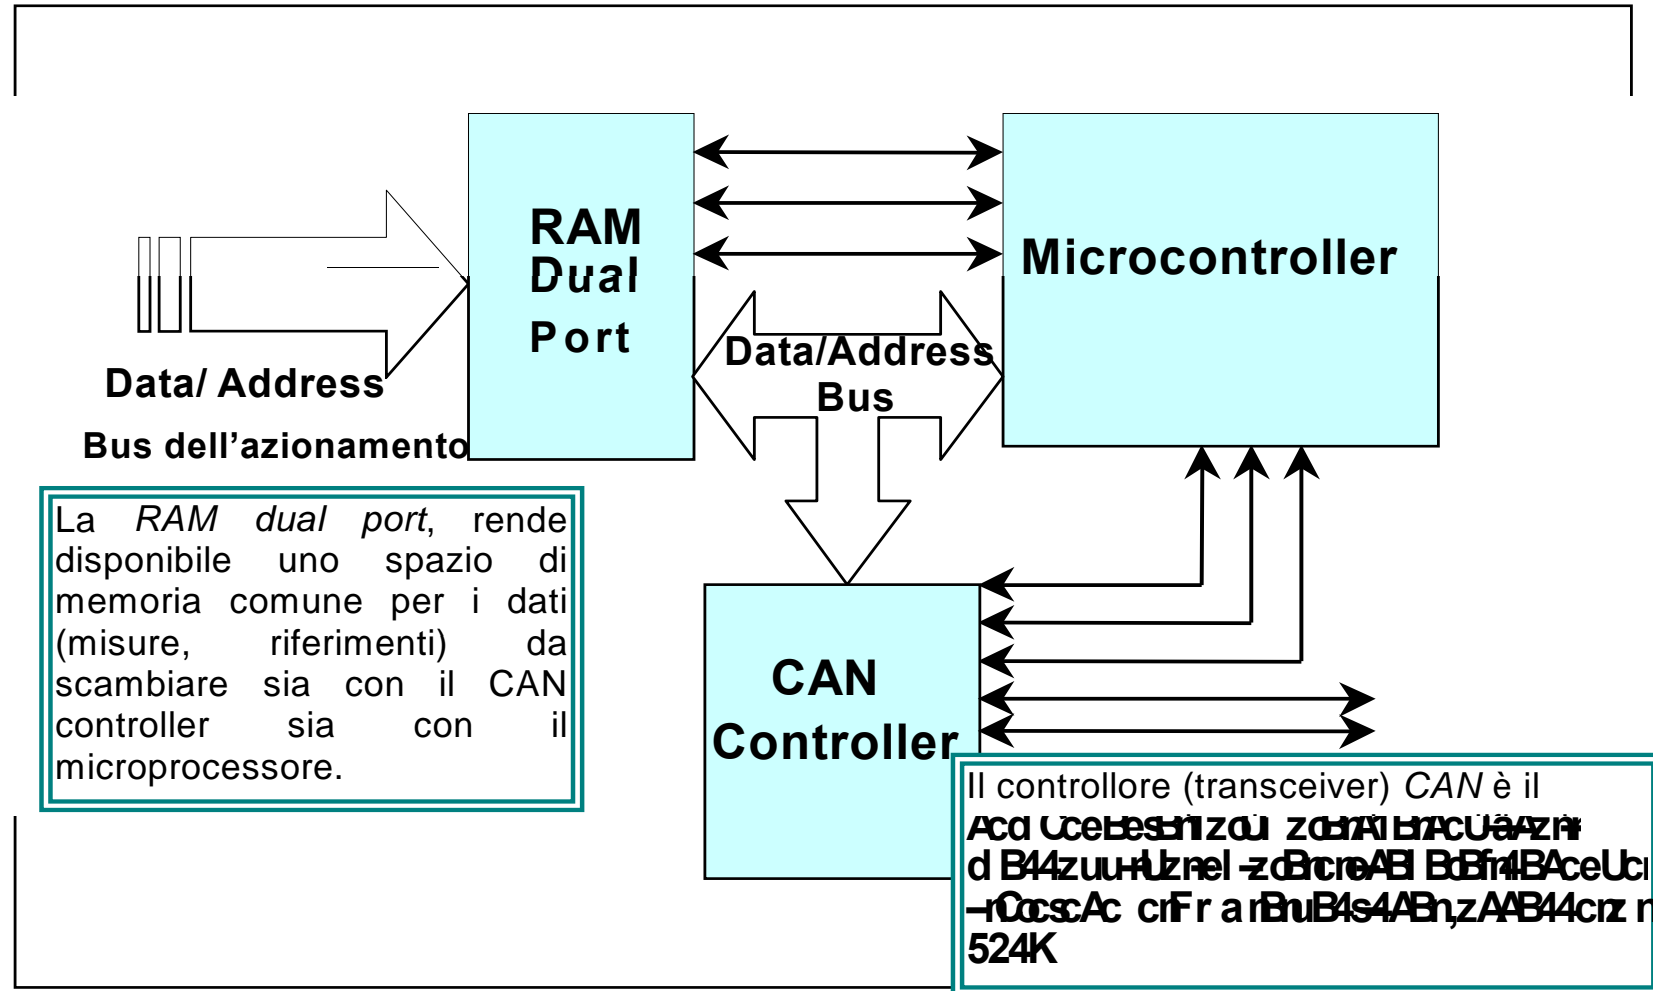 RAM
Dual
Port
Microcontroller
Data/Address
Bus
Data/ Address
Bus dell'azionamento
La RAM dual port, rende
disponibile uno spazio di
memoria comune per i dati
(misure, riferimenti) da
scambiare sia con il CAN
controller sia con il
microprocessore.
CAN
Controller
Il controllore (transceiver) CAN è il
524K